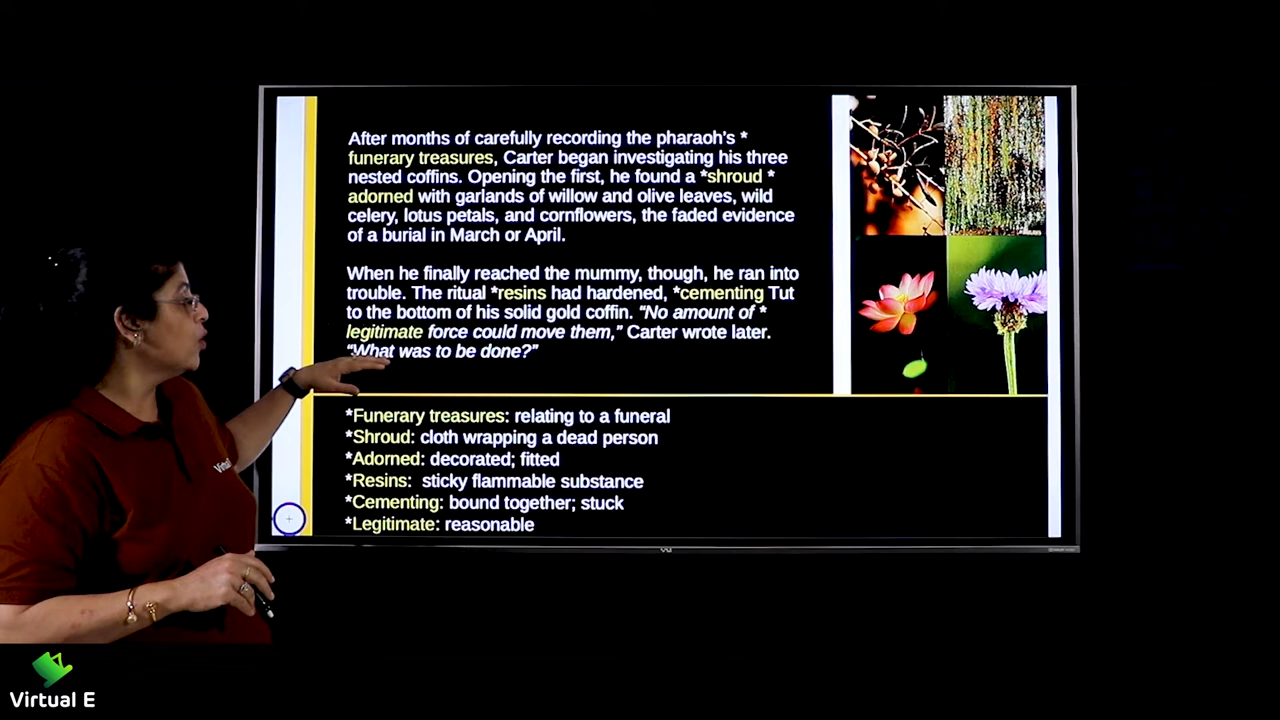 After months of carefully recording the pharaoh's *
funerary treasures, Carter began investigating his three
nested coffins. Opening the first, he found a *shroud *
adorned with garlands of willow and olive leaves, wild
celery, lotus petals, and cornflowers, the faded evidence
of a burial in March or April.
When he finally reached the mummy, though, he ran into
trouble. The ritual *resins had hardened, *cementing Tut
to the bottom of his solid gold coffin. “No amount of *
legitimate force could move them,” Carter wrote later.
“What was to be done?”
*Funerary treasures: relating to a funeral
*Shroud: cloth wrapping a dead person
*Adorned: decorated; fitted
*Resins:  sticky flammable substance
*Cementing: bound together; stuck
*Legitimate: reasonable
Virtual E